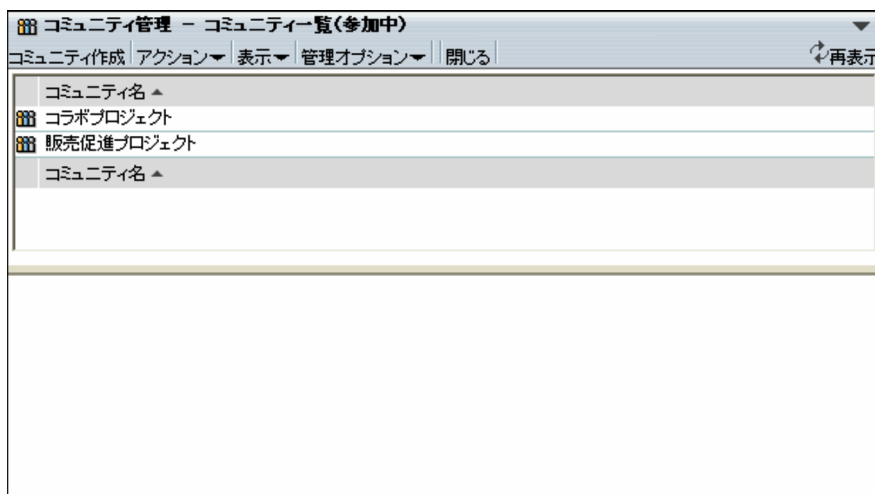 コミュニティ管理 － コミュニティ一覧(参加中)
コミュニティ作成 アクション 表示 管理オプション 閉じる 再表示
コミュニティ名
コラボプロジェクト
販売促進プロジェクト
コミュニティ名